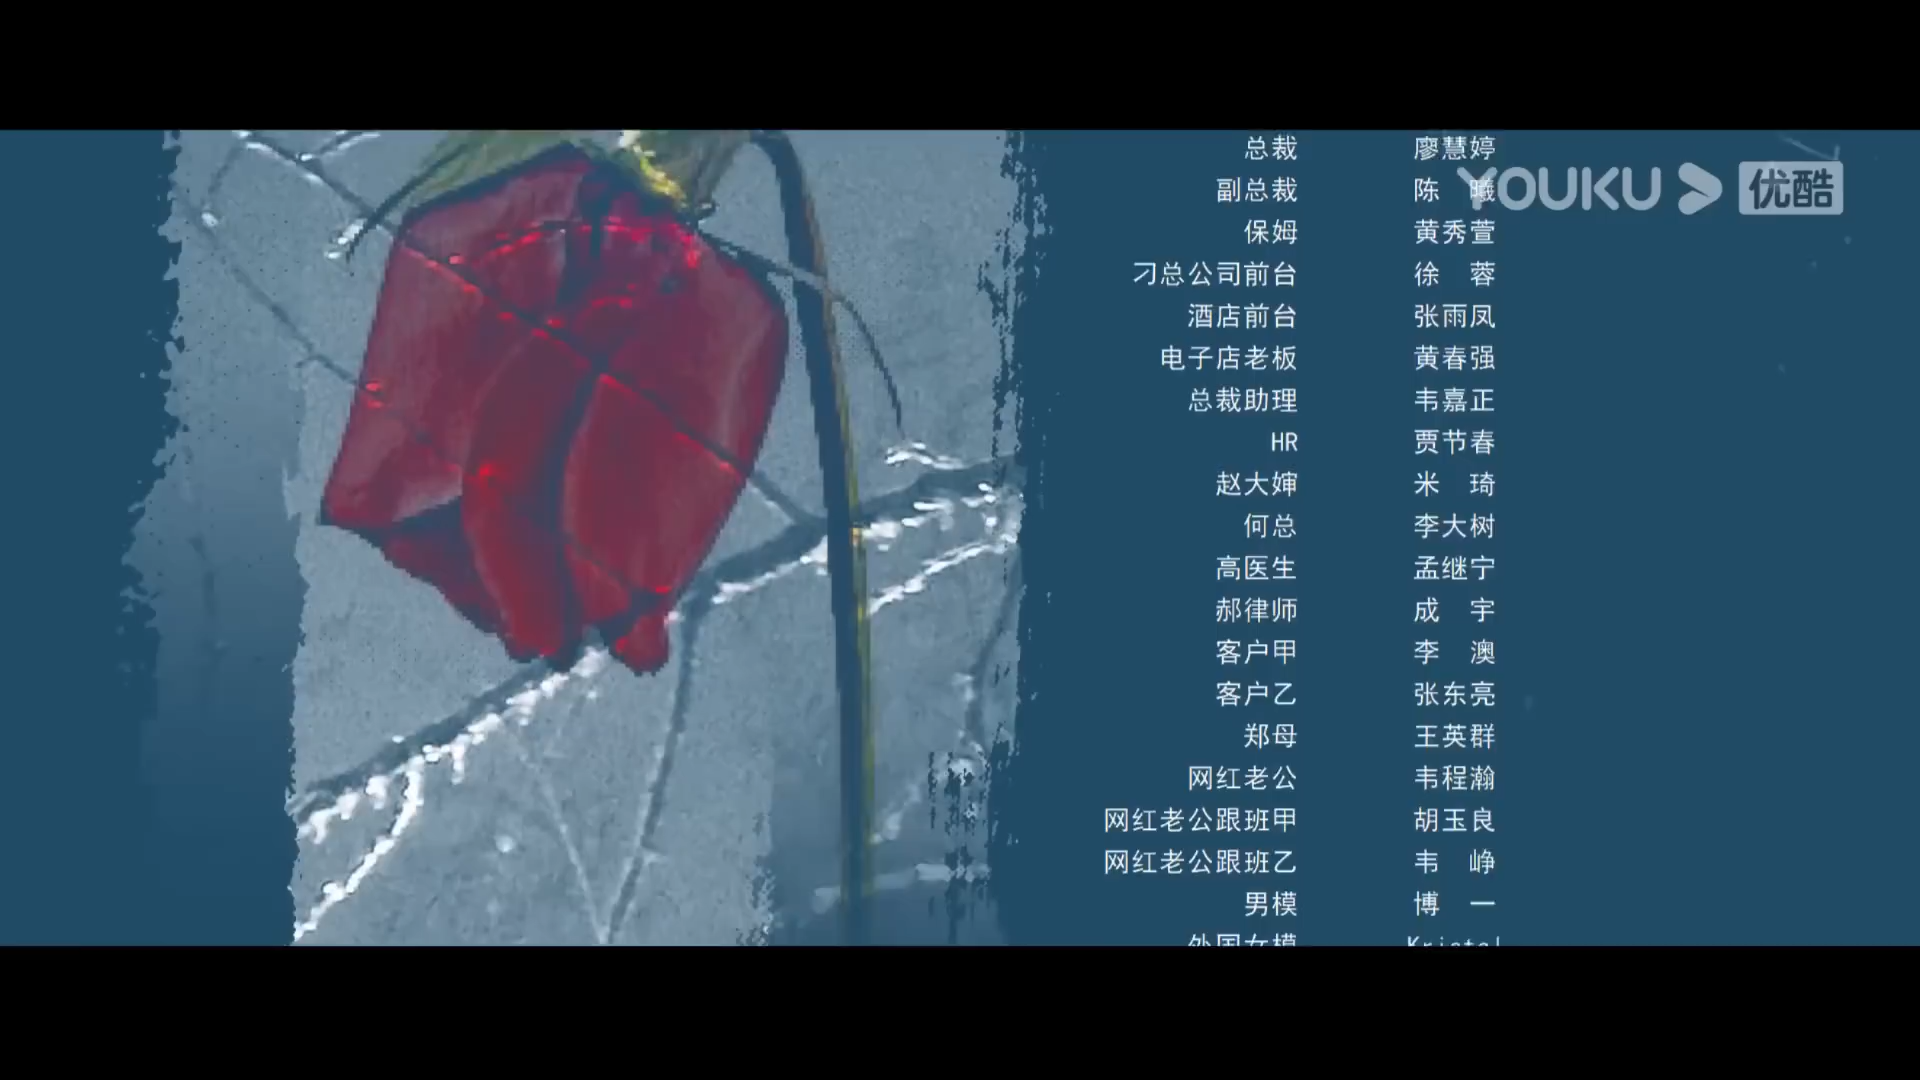 总裁 廖慧婷
副总裁 陈 曦
YOUKU 优酷
保姆 黄秀萱
刁总公司前台 徐 蓉
酒店前台 张雨凤
电子店老板 黄春强
总裁助理 韦嘉正
HR 贾节春
赵大婶 米 琦
何总 李大树
高医生 孟继宁
郝律师 成 宇
客户甲 李 澳
客户乙 张东亮
郑母 王英群
网红老公 韦程瀚
网红老公跟班甲 胡玉良
网红老公跟班乙 韦 峥
男模 博 一
外国女模 Kristal